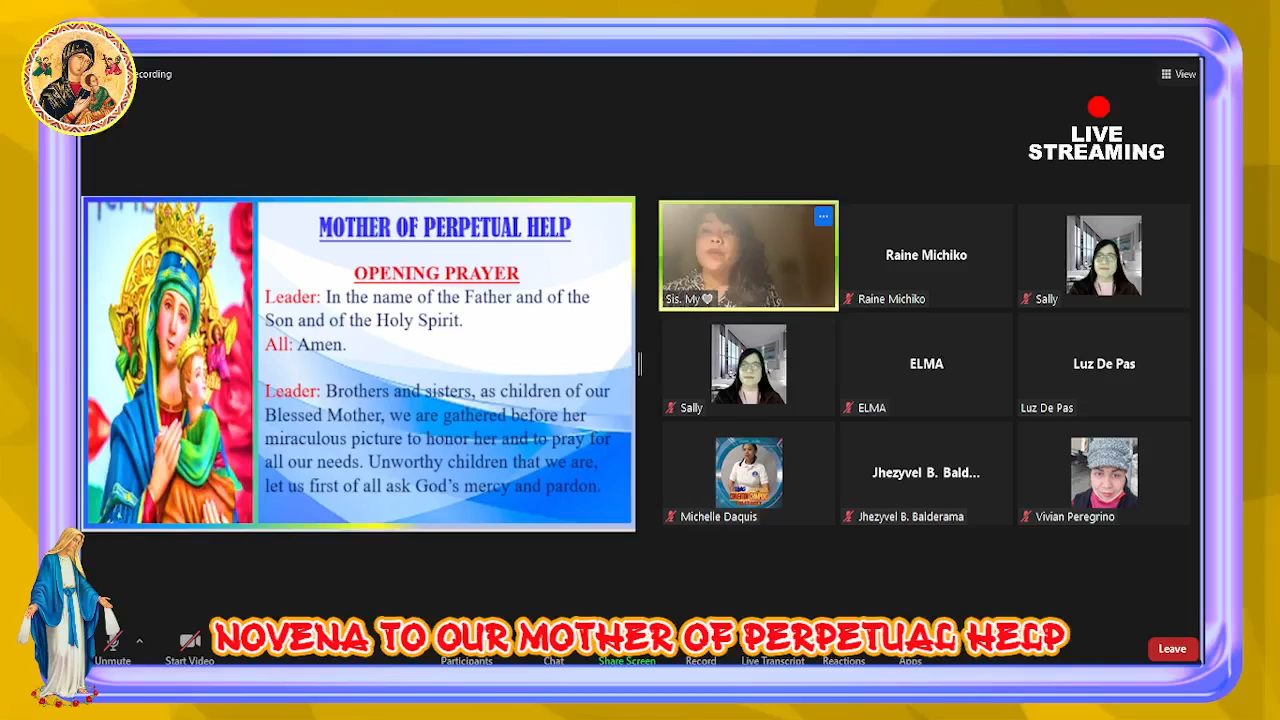 ecording
View
LIVE
STREAMING
MOTHER OF PERPETUAL HELP
OPENING PRAYER
Leader: In the name of the Father and of the
Son and of the Holy Spirit.
All: Amen.
Leader: Brothers and sisters, as children of our
Blessed Mother, we are gathered before her
miraculous picture to honor her and to pray for
all our needs. Unworthy children that we are,
let us first of all ask God's mercy and pardon.
Sis. My🤍
Raine Michiko
Raine Michiko
Sally
Sally
ELMA
ELMA
Luz De Pas
Luz De Pas
Michelle Daquis
Jhezyvel B. Bald...
Jhezyvel B. Balderama
Vivian Peregrino
NOVENA TO OUR MOTHER OF PERPETUAL HELP
Unmute
Start Video
Participants
Chat
Share Screen
Record
Live Transcript
Reactions
Apps
Leave